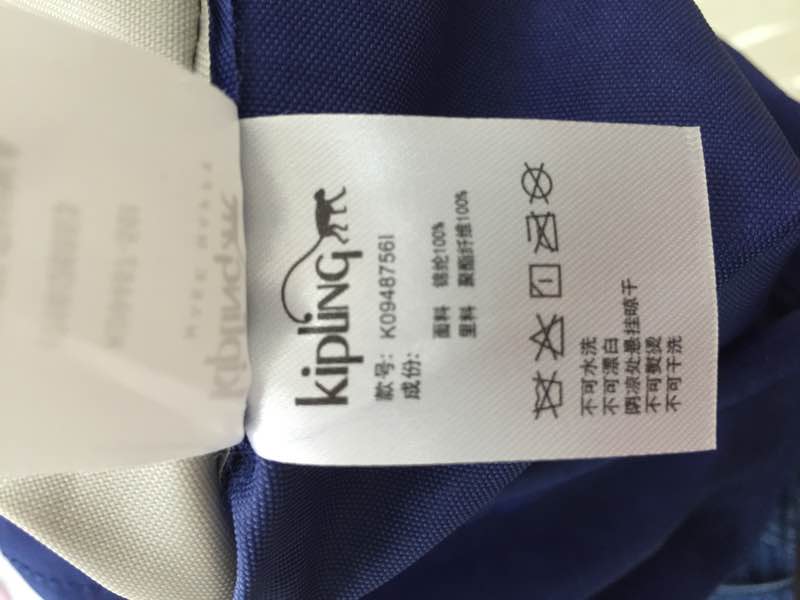 kipling
款号: K09487561
成份:
面料 锦纶100%
里料 聚酯纤维100%
不可水洗
不可漂白
阴凉处悬挂晾干
不可熨烫
不可干洗